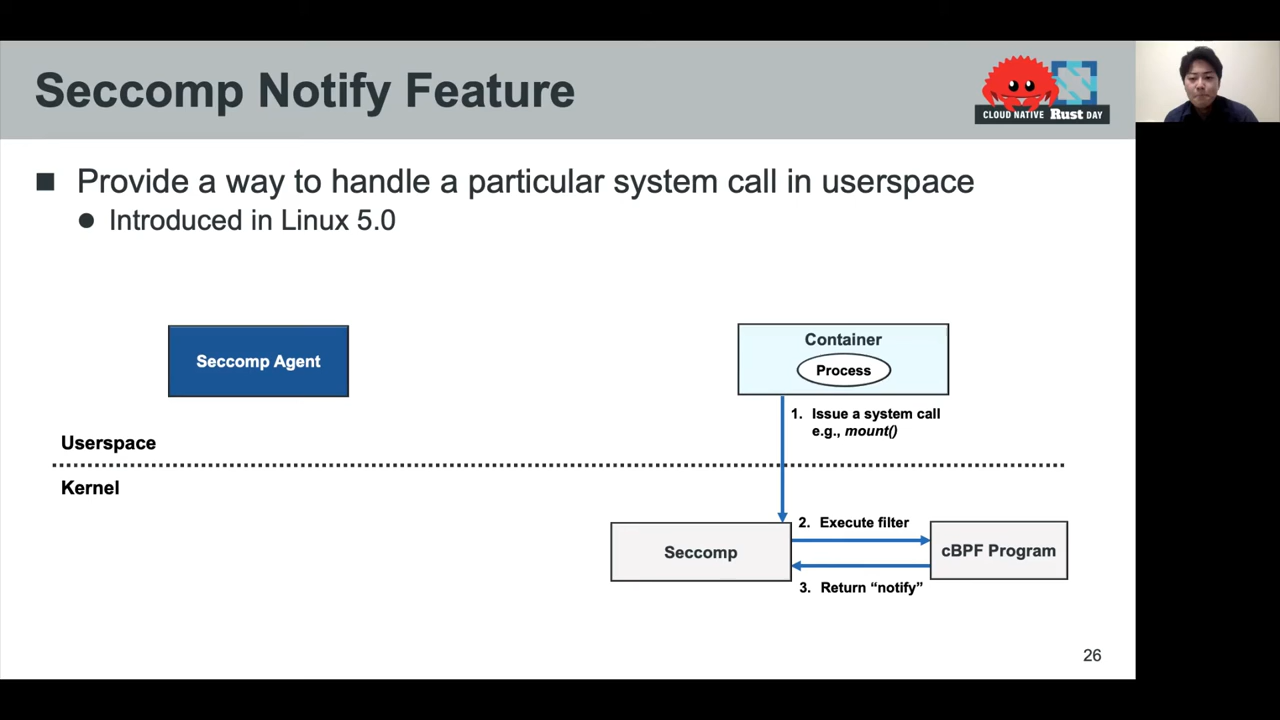 Seccomp Notify Feature
CLOUD NATIVE Rust DAY
Provide a way to handle a particular system call in userspace
Introduced in Linux 5.0
Seccomp Agent
Container
Process
1. Issue a system call
e.g., mount()
Userspace
Kernel
2. Execute filter
Seccomp
cBPF Program
3. Return “notify”
26